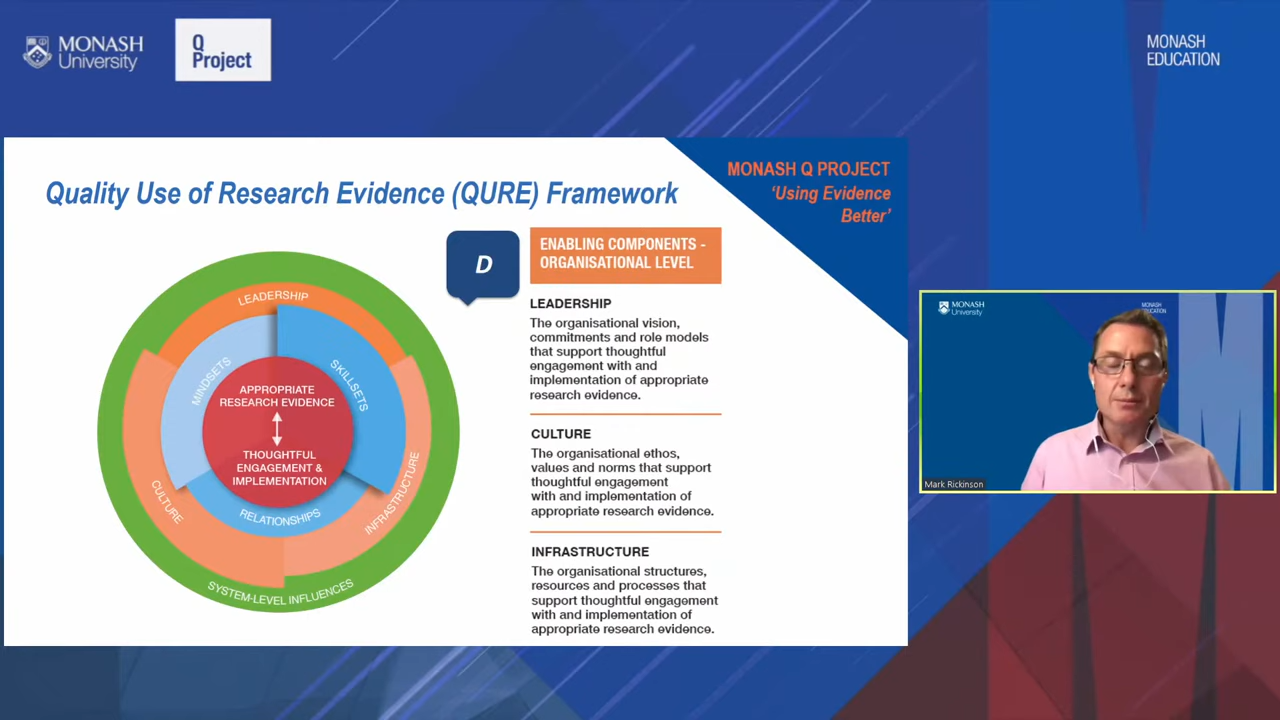 MONASH
University
Q
Project
MONASH
EDUCATION
Quality Use of Research Evidence (QURE) Framework
MONASH Q PROJECT
‘Using Evidence
Better’
D
ENABLING COMPONENTS -
ORGANISATIONAL LEVEL
LEADERSHIP
The organisational vision,
commitments and role models
that support thoughtful
engagement with and
implementation of appropriate
research evidence.
CULTURE
The organisational ethos,
values and norms that support
thoughtful engagement
with and implementation of
appropriate research evidence.
INFRASTRUCTURE
The organisational structures,
resources and processes that
support thoughtful engagement
with and implementation of
appropriate research evidence.
LEADERSHIP
MINDSETS
SKILLSETS
APPROPRIATE
RESEARCH EVIDENCE
THOUGHTFUL
ENGAGEMENT &
IMPLEMENTATION
CULTURE
RELATIONSHIPS
INFRASTRUCTURE
SYSTEM-LEVEL INFLUENCES
MONASH
University
MONASH
EDUCATION
Mark Rickinson